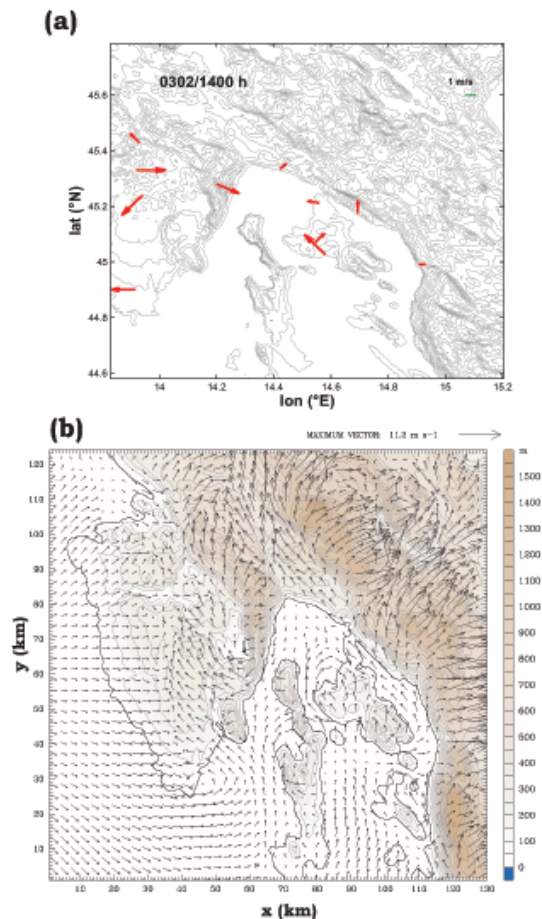 (a)
0302/1400 h
1 m/s
45.6
45.4
45.2
45
44.8
44.6
lat (°N)
14 14.2 14.4 14.6 14.8 15 15.2
lon (°E)
(b)
MAXIMUM VECTOR: 11.2 m s-1
m
120
110
100
90
80
70
60
50
40
30
20
10
y (km)
1500
1400
1300
1200
1100
1000
900
800
700
600
500
400
300
200
100
0
10 20 30 40 50 60 70 80 90 100 110 120 130
x (km)